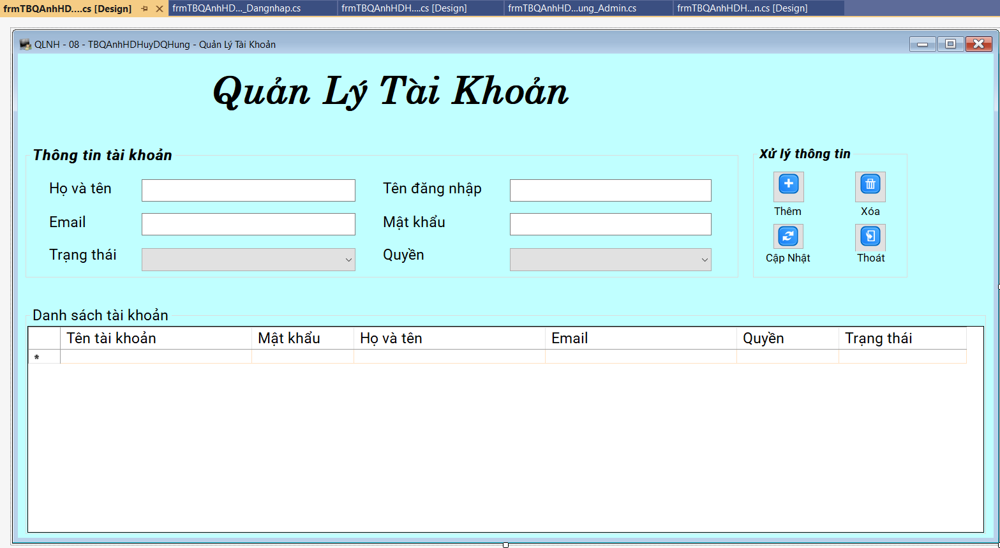 frmTBQAnhHD....cs [Design]
frmTBQAnhHD..._Dangnhap.cs
frmTBQAnhHDH....cs [Design]
frmTBQAnhHD...ung_Admin.cs
frmTBQAnhHDH...n.cs [Design]
QLNH - 08 - TBQAnhHDHuyDQHung - Quản Lý Tài Khoản
Quản Lý Tài Khoản
Thông tin tài khoản
Họ và tên
Tên đăng nhập
Email
Mật khẩu
Trạng thái
Quyền
Xử lý thông tin
Thêm
Xóa
Cập Nhật
Thoát
Danh sách tài khoản
Tên tài khoản
Mật khẩu
Họ và tên
Email
Quyền
Trạng thái
*